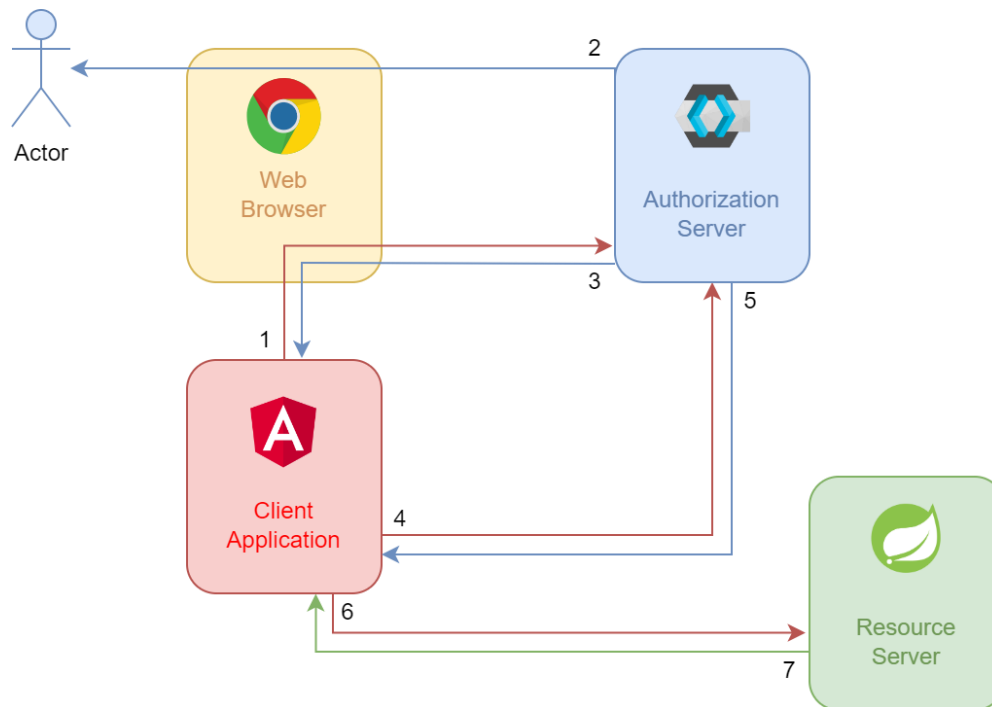 2
Actor
Web
Browser
Authorization
Server
3
5
1
Client
Application
4
6
Resource
Server
7